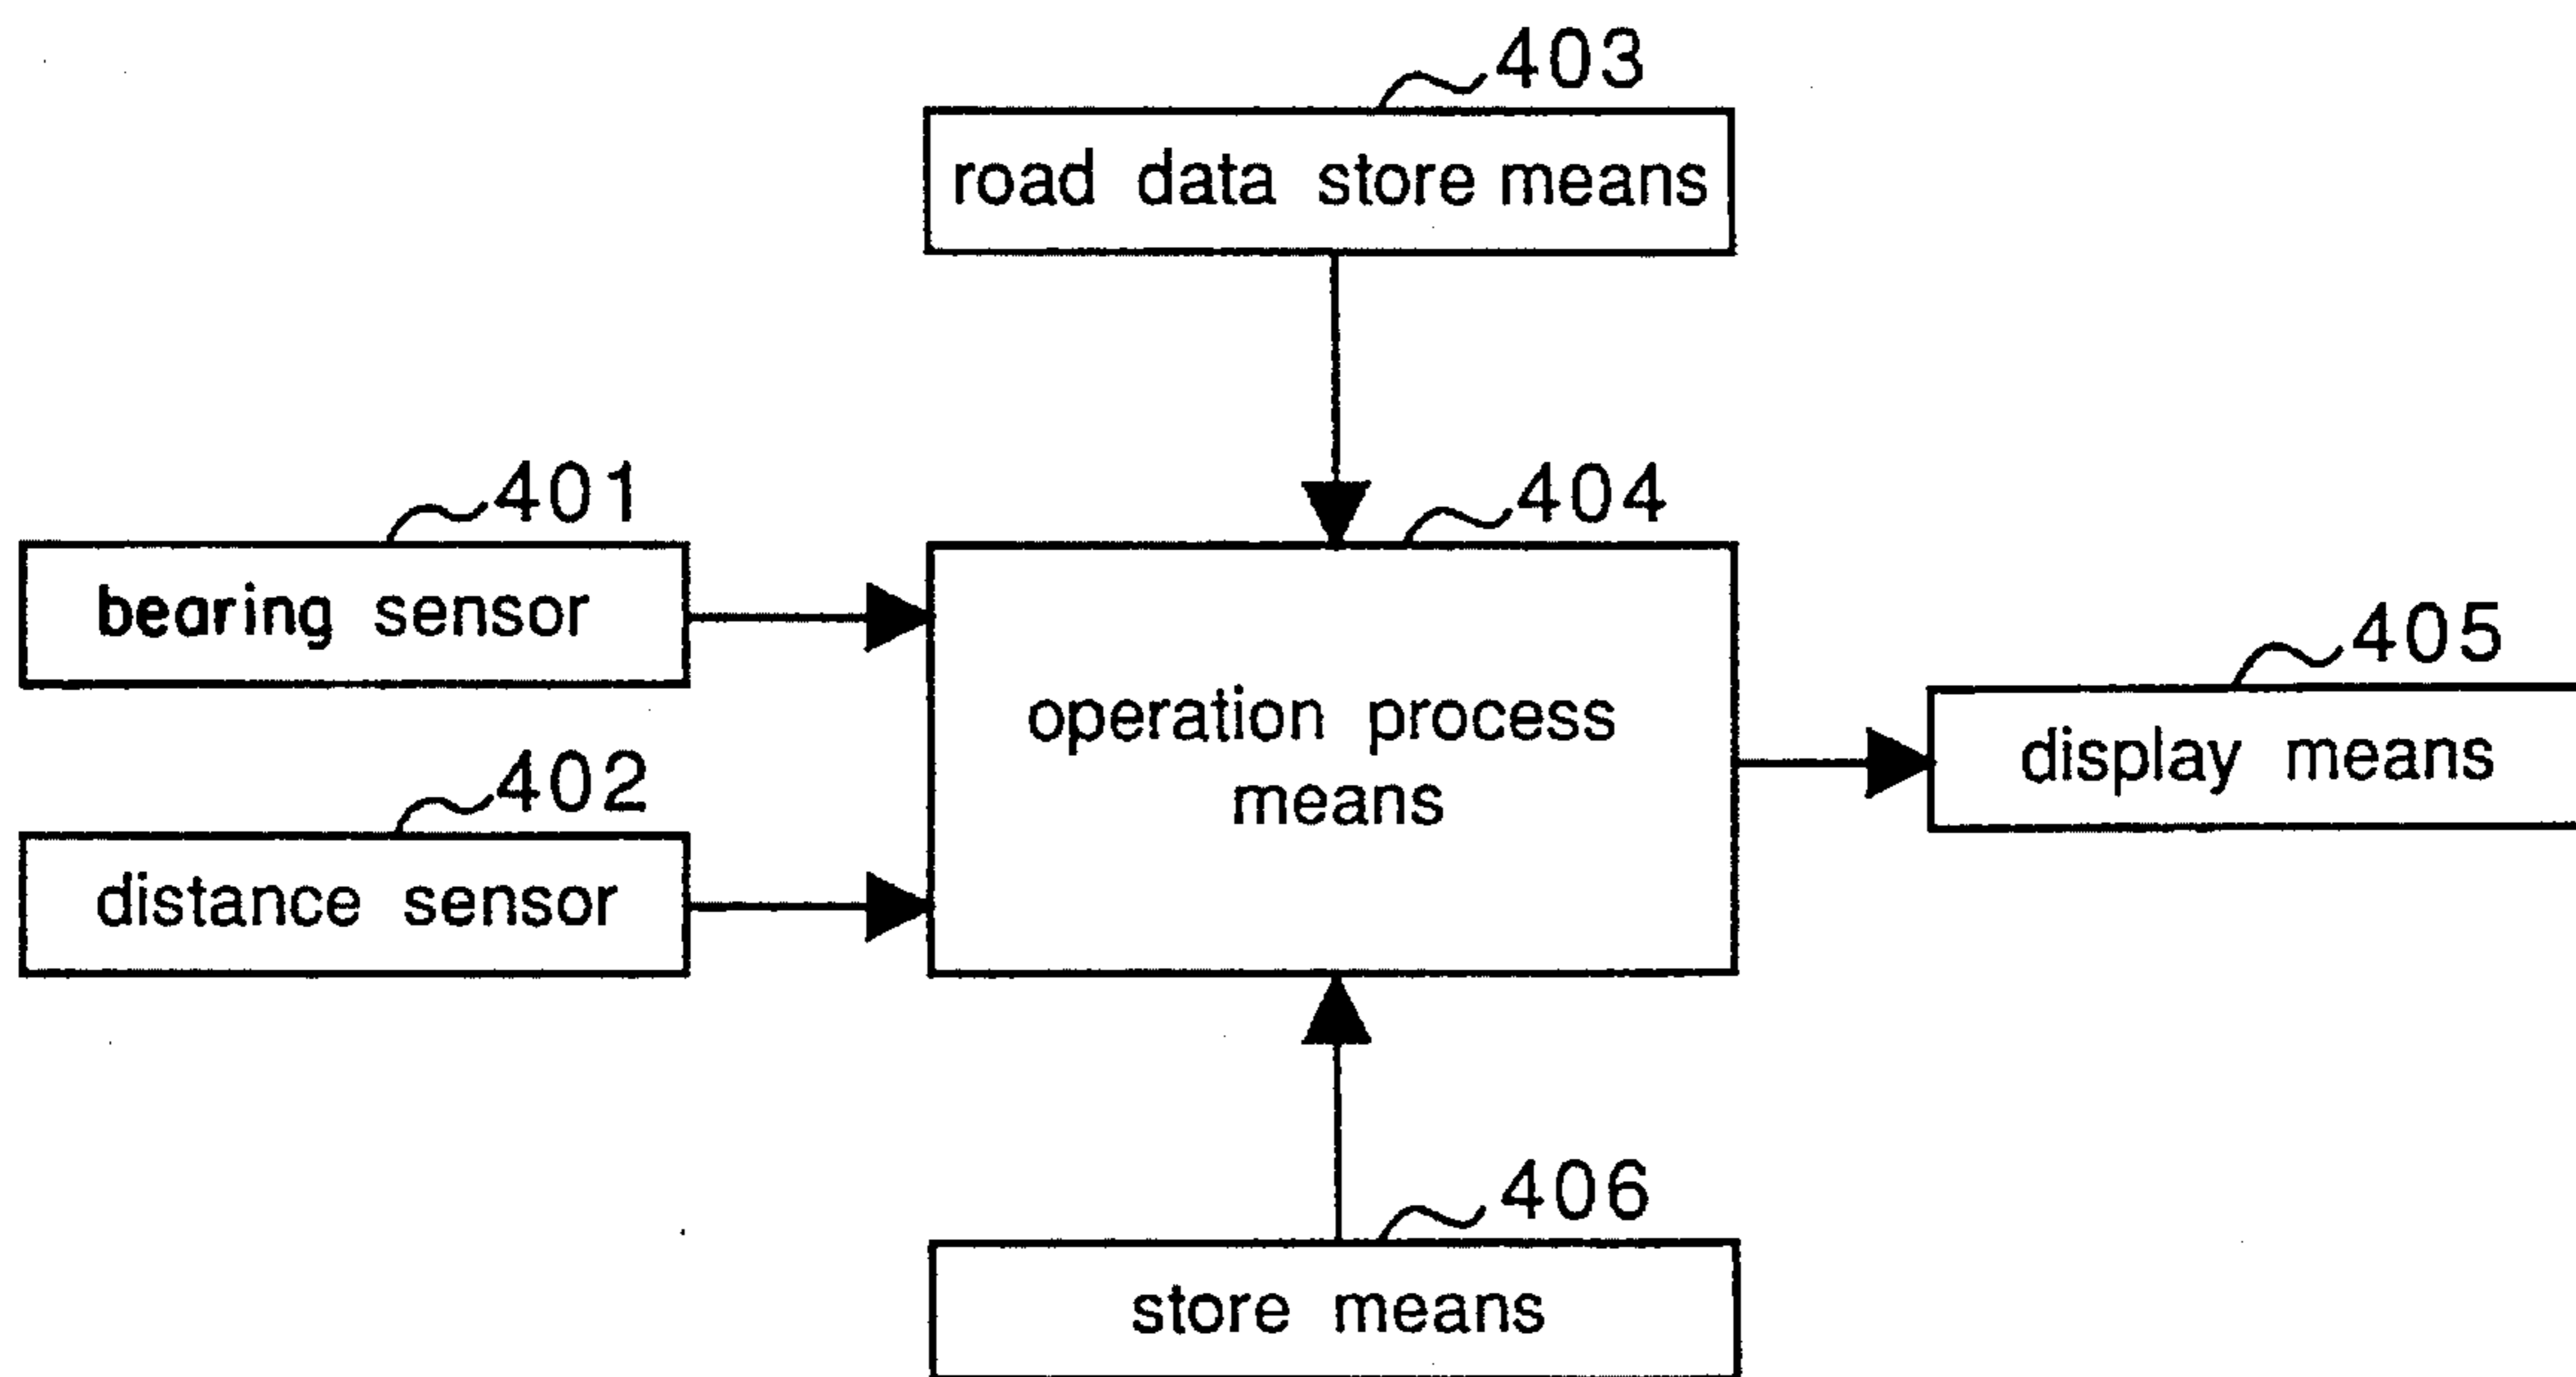 403
road data store means
401
bearing sensor
404
operation process
means
402
distance sensor
405
display means
406
store means